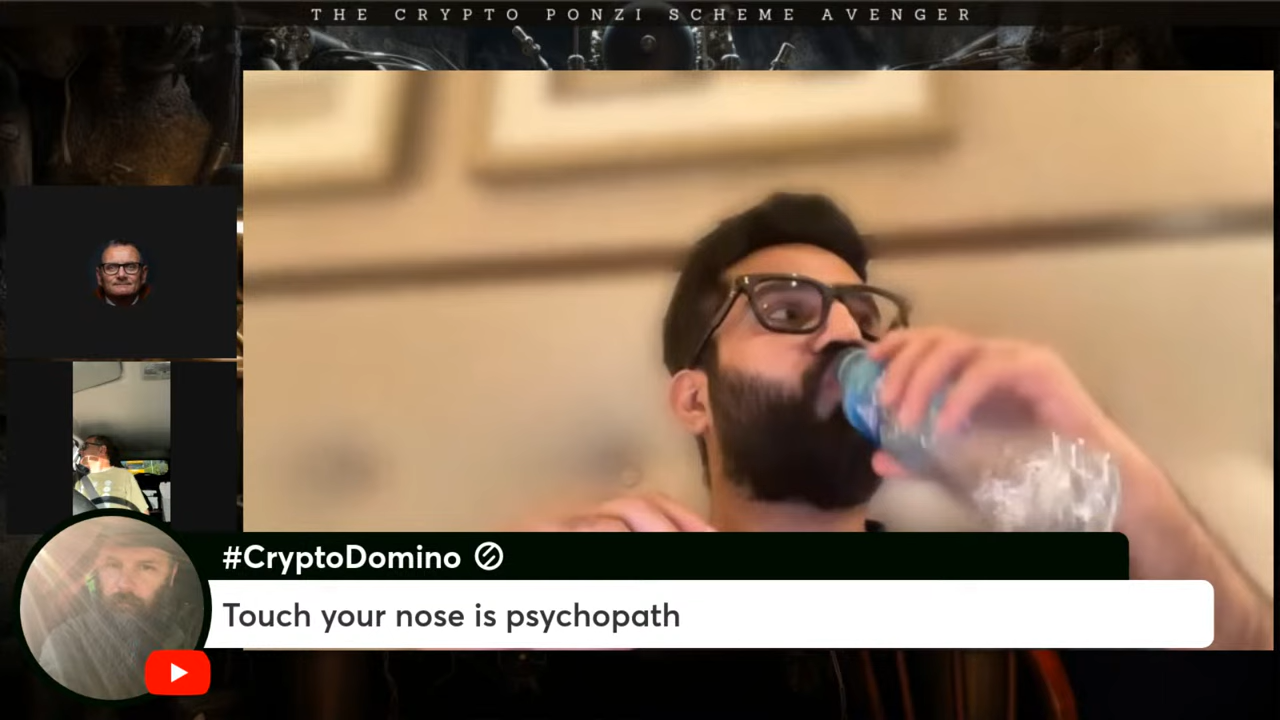 THE CRYPTO PONZI SCHEME AVENGER
#CryptoDomino
Touch your nose is psychopath